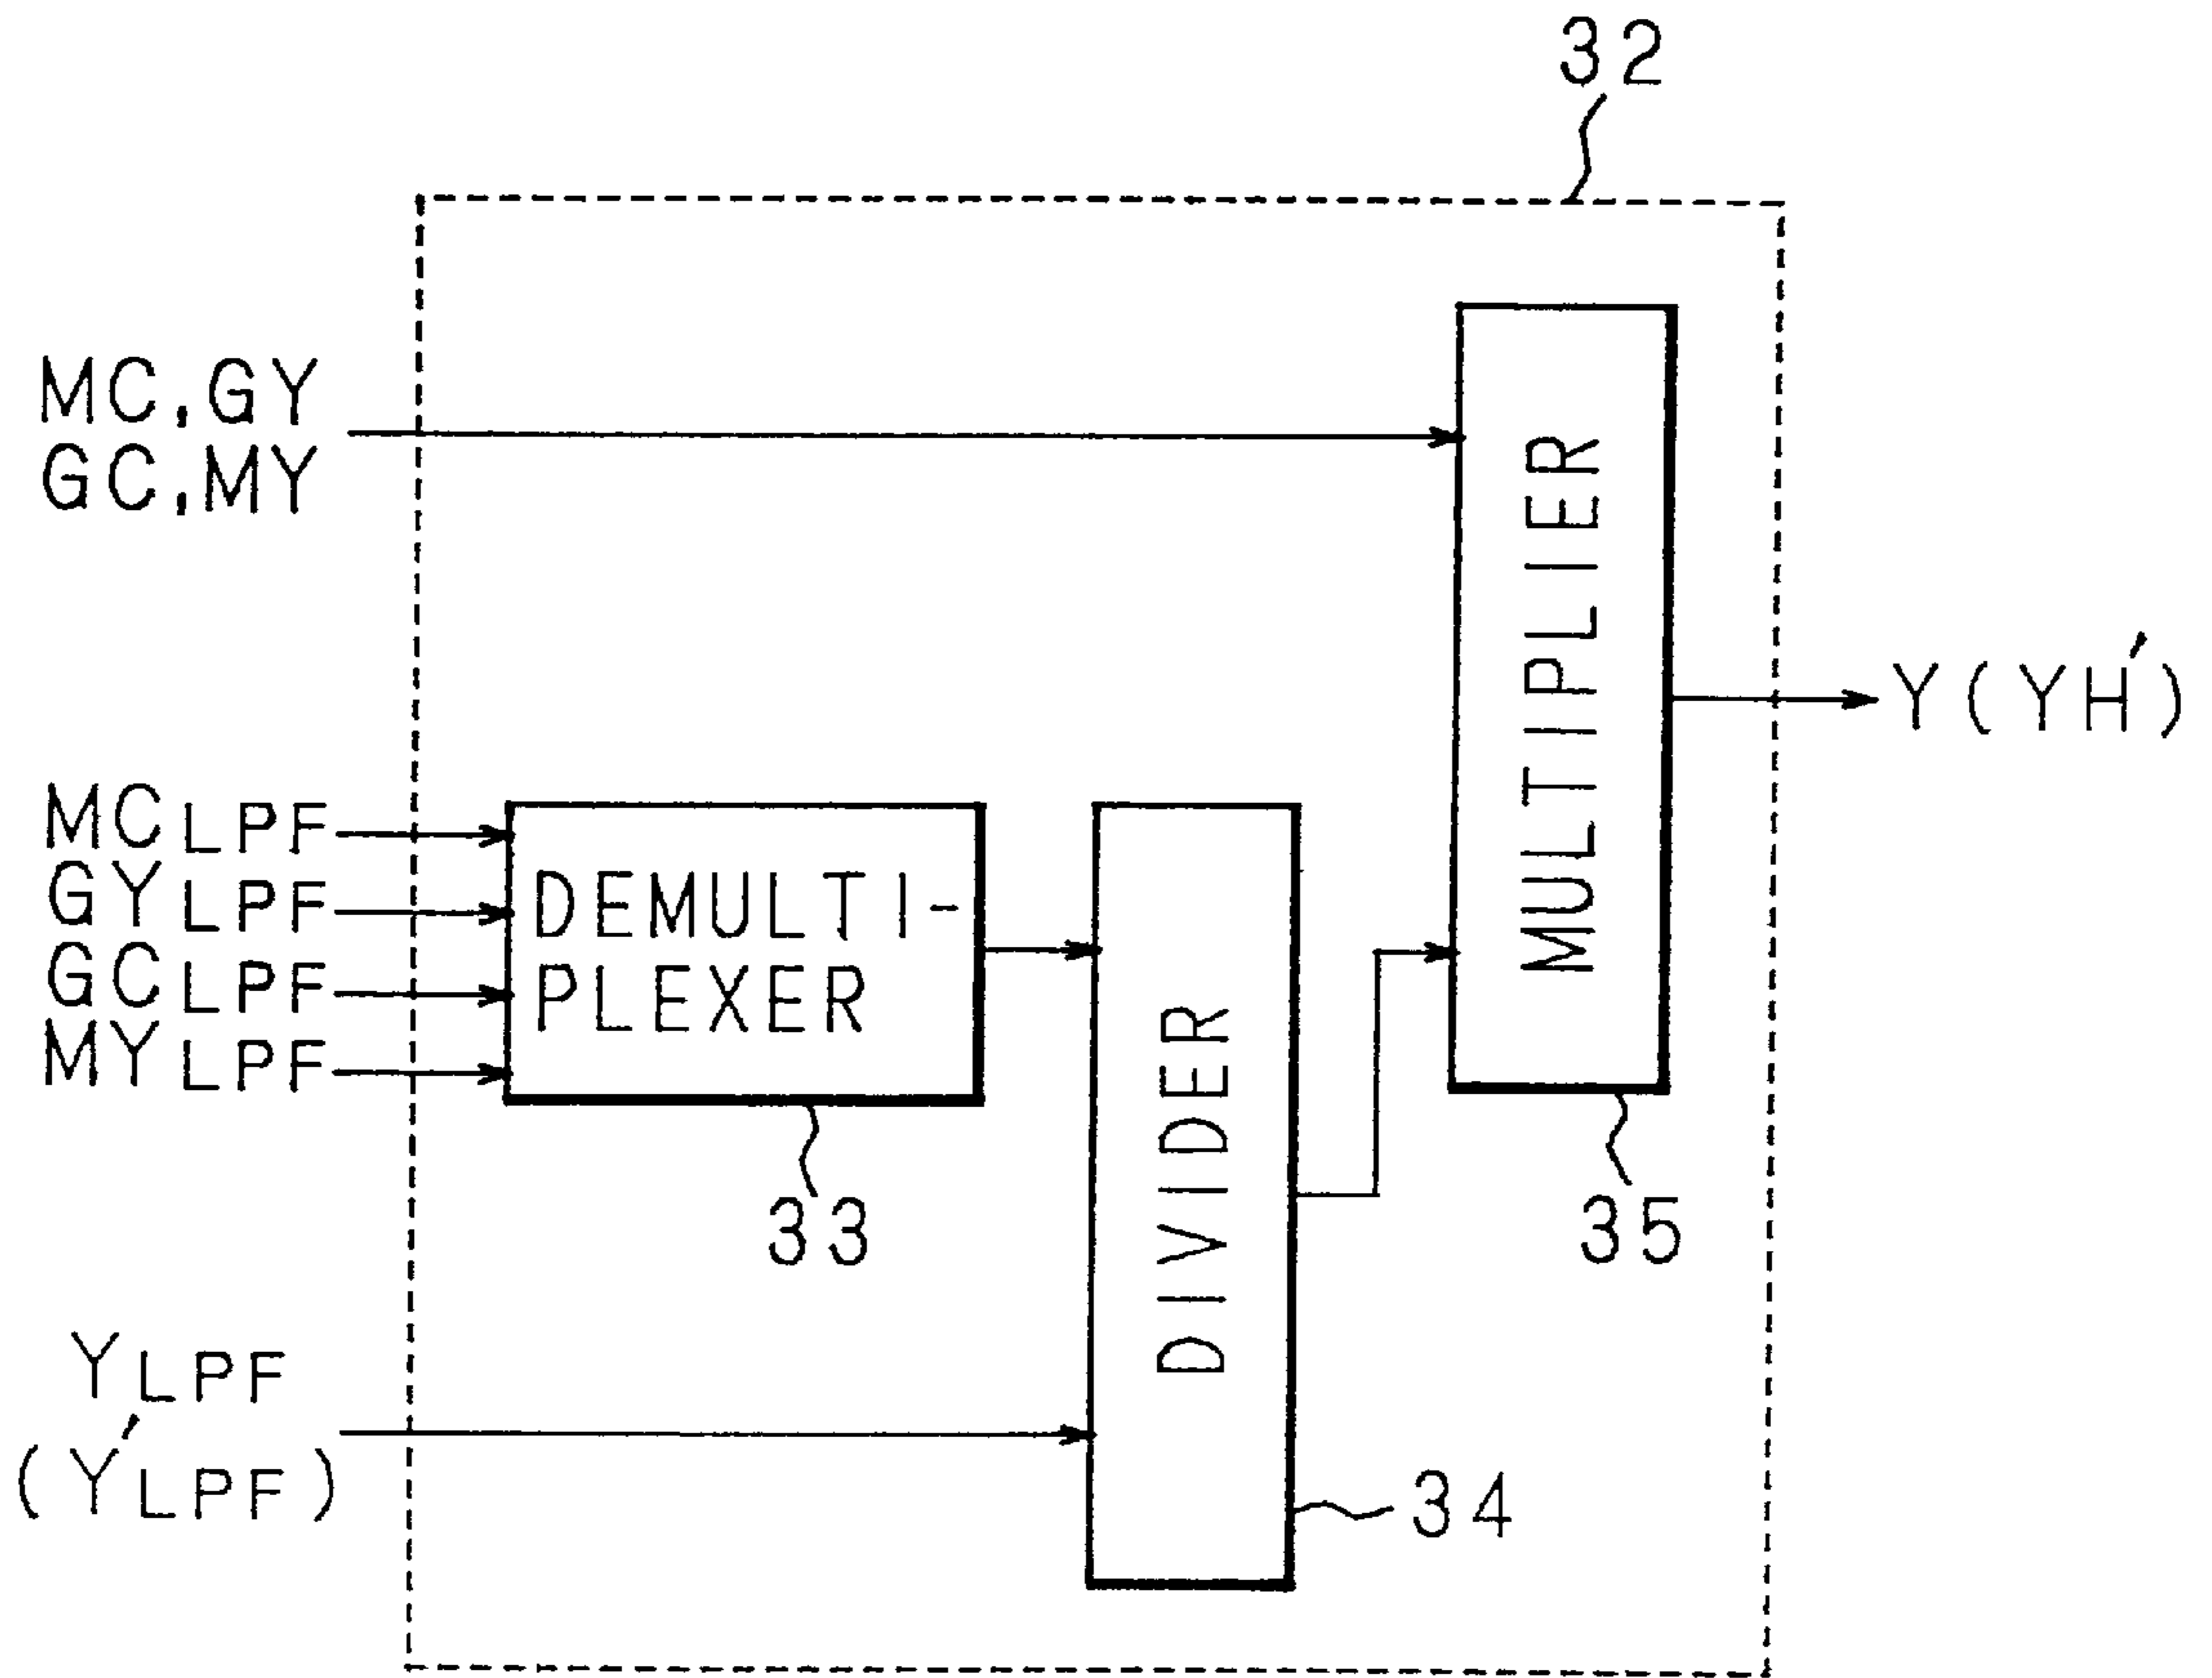 32
MC,GY
GC,MY
MULTIPLIER
Y(YH')
MCLPF
GYLPF
GCLPF
MYLPF
DEMULTI-
PLEXER
DIVIDER
33
35
YLPF
(Y'LPF)
34